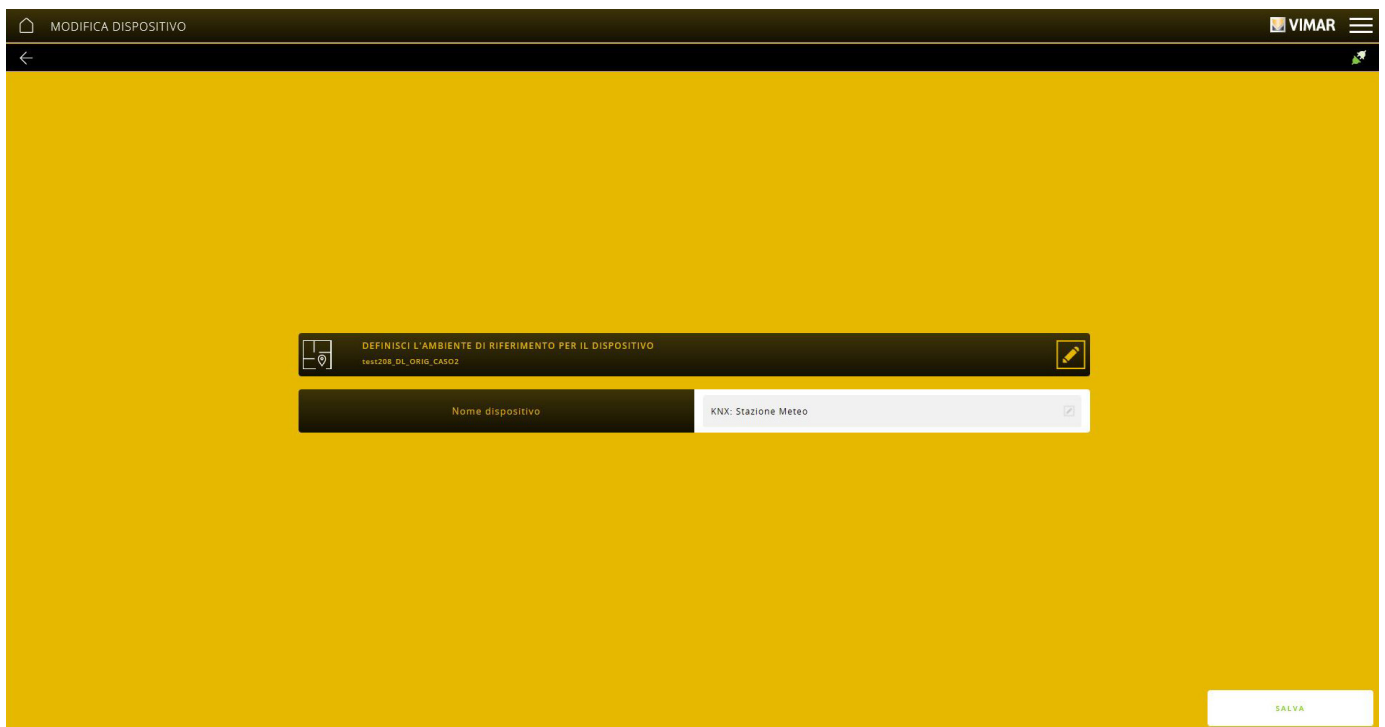 MODIFICA DISPOSITIVO
VIMAR
DEFINISCI L'AMBIENTE DI RIFERIMENTO PER IL DISPOSITIVO
test208_DL_ORIG_CASO2
Nome dispositivo
KNX: Stazione Meteo
SALVA